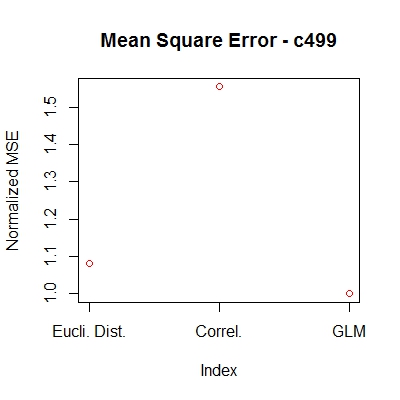 Mean Square Error - c499
Normalized MSE
1.5
1.4
1.3
1.2
1.1
1.0
Eucli. Dist. Correl. GLM
Index